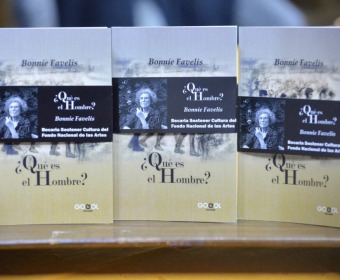 Bonnie Favelis
¿Qué es
el Hombre?
Bonnie Favelis
Becaria Sostener Cultura del
Fondo Nacional de las Artes
¿Qué es
el Hombre?
GOGOL
Bonnie Favelis
¿Qué es
el Hombre?
Bonnie Favelis
Becaria Sostener Cultura del
Fondo Nacional de las Artes
¿Qué es
el Hombre?
GOGOL
Bonnie Favelis
¿Qué es
el Hombre?
Bonnie Favelis
Becaria Sostener Cultura del
Fondo Nacional de las Artes
¿Qué es
el Hombre?
GOGOL